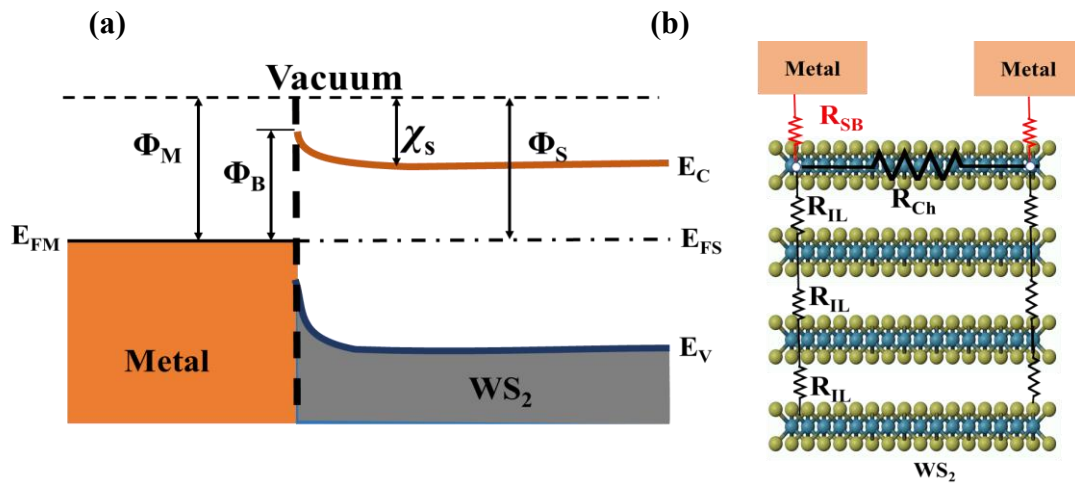 (a)
Vacuum
Φ_M
Φ_B
χ_s
Φ_S
E_C
E_FM
E_FS
E_V
Metal
WS₂
(b)
Metal
Metal
R_SB
R_Ch
R_IL
R_IL
R_IL
WS₂